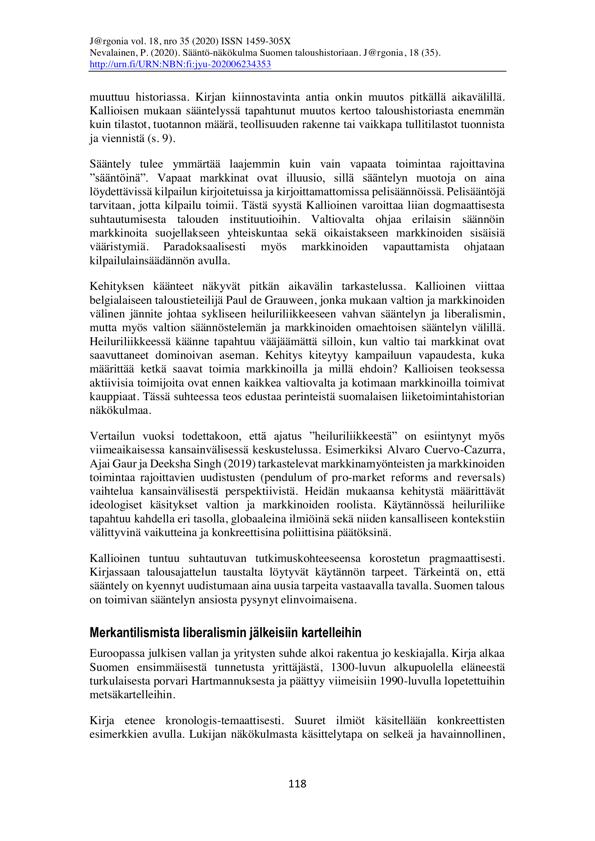 J@rgonia vol. 18, nro 35 (2020) ISSN 1459-305X
Nevalainen, P. (2020). Sääntö-näkökulma Suomen taloushistoriaan. J@rgonia, 18 (35).
http://urn.fi/URN:NBN:fi:jyu-202006234353
muuttuu historiassa. Kirjan kiinnostavinta antia onkin muutos pitkällä aikavälillä.
Kallioisen mukaan sääntelyssä tapahtunut muutos kertoo taloushistoriasta enemmän
kuin tilastot, tuotannon määrä, teollisuuden rakenne tai vaikkapa tullitilastot tuonnista
ja viennistä (s. 9).
Sääntely tulee ymmärtää laajemmin kuin vain vapaata toimintaa rajoittavina
”sääntöinä”. Vapaat markkinat ovat illuusio, sillä sääntelyn muotoja on aina
löydettävissä kilpailun kirjoitetuissa ja kirjoittamattomissa pelisäännöissä. Pelisääntöjä
tarvitaan, jotta kilpailu toimii. Tästä syystä Kallioinen varoittaa liian dogmaattisesta
suhtautumisesta talouden instituutioihin. Valtiovalta ohjaa erilaisin säännöin
markkinoita suojellakseen yhteiskuntaa sekä oikaistakseen markkinoiden sisäisiä
vääristymiä. Paradoksaalisesti myös markkinoiden vapauttamista ohjataan
kilpailulainsäädännön avulla.
Kehityksen käänteet näkyvät pitkän aikavälin tarkastelussa. Kallioinen viittaa
belgialaiseen taloustieteilijä Paul de Grauween, jonka mukaan valtion ja markkinoiden
välinen jännite johtaa sykliseen heiluriliikkeeseen vahvan sääntelyn ja liberalismin,
mutta myös valtion säännöstelemän ja markkinoiden omaehtoisen sääntelyn välillä.
Heiluriliikkeessä käänne tapahtuu vääjäämättä silloin, kun valtio tai markkinat ovat
saavuttaneet dominoivan aseman. Kehitys kiteytyy kampailuun vapaudesta, kuka
määrittää ketkä saavat toimia markkinoilla ja millä ehdoin? Kallioisen teoksessa
aktiivisia toimijoita ovat ennen kaikkea valtiovalta ja kotimaan markkinoilla toimivat
kauppiaat. Tässä suhteessa teos edustaa perinteistä suomalaisen liiketoimintahistorian
näkökulmaa.
Vertailun vuoksi todettakoon, että ajatus ”heiluriliikkeestä” on esiintynyt myös
viimeaikaisessa kansainvälisessä keskustelussa. Esimerkiksi Alvaro Cuervo-Cazurra,
Ajai Gaur ja Deeksha Singh (2019) tarkastelevat markkinamyönteisten ja markkinoiden
toimintaa rajoittavien uudistusten (pendulum of pro-market reforms and reversals)
vaihtelua kansainvälisestä perspektiivistä. Heidän mukaansa kehitystä määrittävät
ideologiset käsitykset valtion ja markkinoiden roolista. Käytännössä heiluriliike
tapahtuu kahdella eri tasolla, globaaleina ilmiöinä sekä niiden kansalliseen kontekstiin
välittyvinä vaikutteina ja konkreettisina poliittisina päätöksinä.
Kallioinen tuntuu suhtautuvan tutkimuskohteeseensa korostetun pragmaattisesti.
Kirjassaan talousajattelun taustalta löytyvät käytännön tarpeet. Tärkeintä on, että
sääntely on kyennyt uudistumaan aina uusia tarpeita vastaavalla tavalla. Suomen talous
on toimivan sääntelyn ansiosta pysynyt elinvoimaisena.
Merkantilismista liberalismin jälkeisiin kartelleihin
Euroopassa julkisen vallan ja yritysten suhde alkoi rakentua jo keskiajalla. Kirja alkaa
Suomen ensimmäisestä tunnetusta yrittäjästä, 1300-luvun alkupuolella eläneestä
turkulaisesta porvari Hartmannuksesta ja päättyy viimeisiin 1990-luvulla lopetettuihin
metsäkartelleihin.
Kirja etenee kronologis-temaattisesti. Suuret ilmiöt käsitellään konkreettisten
esimerkkien avulla. Lukijan näkökulmasta käsittelytapa on selkeä ja havainnollinen,
118